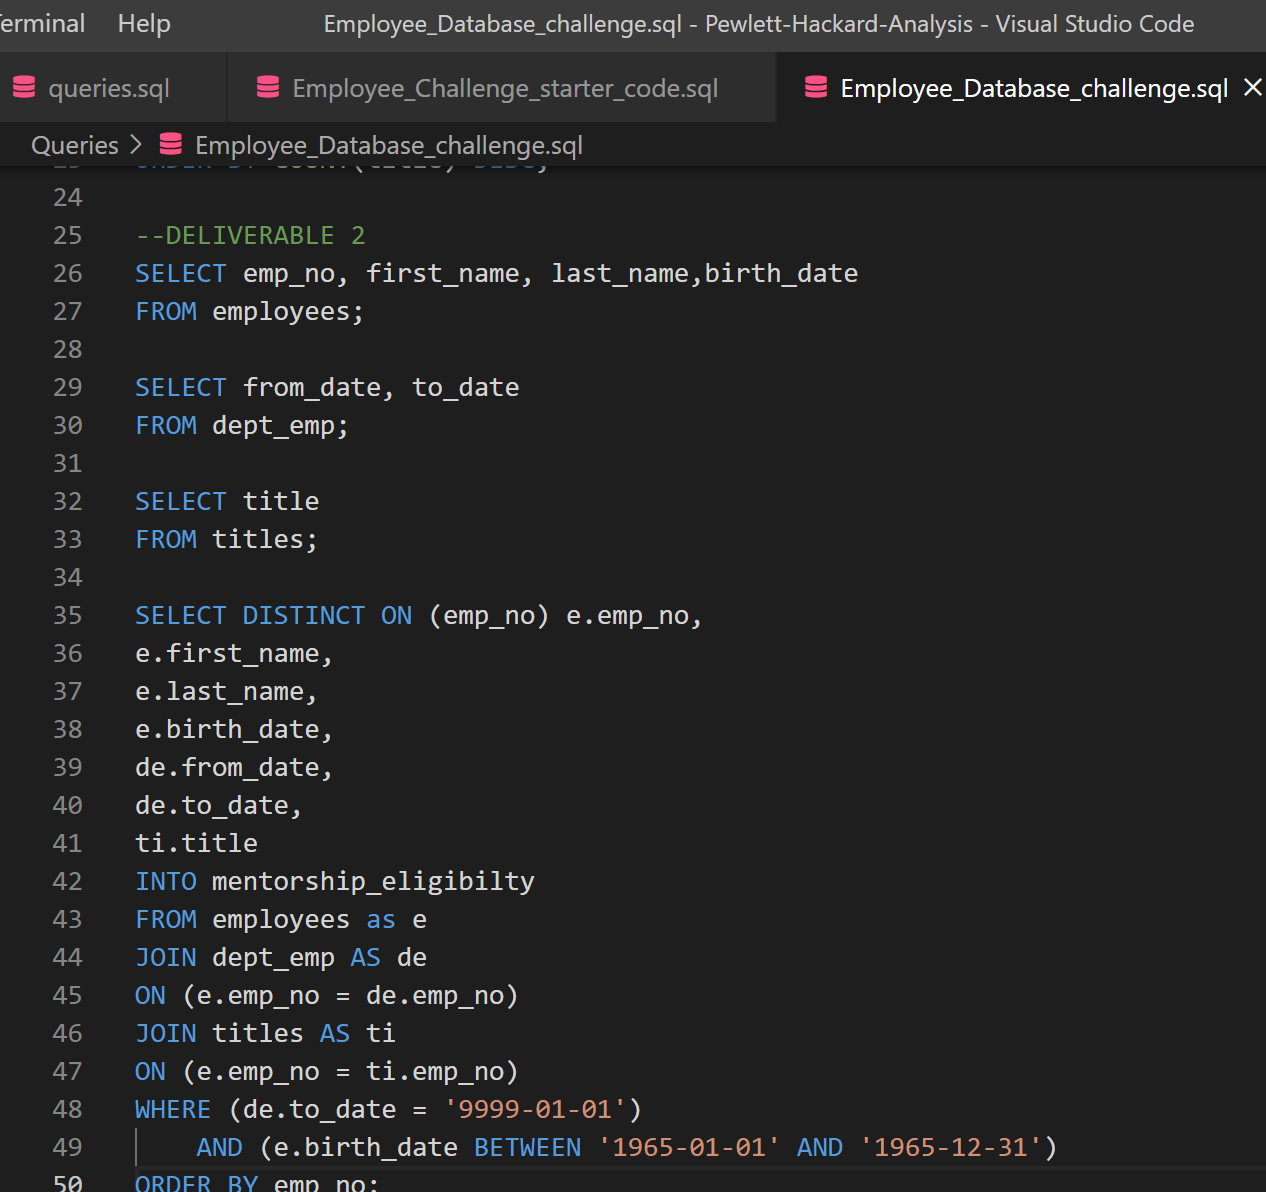 erminal Help Employee_Database_challenge.sql - Pewlett-Hackard-Analysis - Visual Studio Code
queries.sql Employee_Challenge_starter_code.sql Employee_Database_challenge.sql
Queries > Employee_Database_challenge.sql
24
25 --DELIVERABLE 2
26 SELECT emp_no, first_name, last_name,birth_date
27 FROM employees;
28
29 SELECT from_date, to_date
30 FROM dept_emp;
31
32 SELECT title
33 FROM titles;
34
35 SELECT DISTINCT ON (emp_no) e.emp_no,
36 e.first_name,
37 e.last_name,
38 e.birth_date,
39 de.from_date,
40 de.to_date,
41 ti.title
42 INTO mentorship_eligibilty
43 FROM employees as e
44 JOIN dept_emp AS de
45 ON (e.emp_no = de.emp_no)
46 JOIN titles AS ti
47 ON (e.emp_no = ti.emp_no)
48 WHERE (de.to_date = '9999-01-01')
49 AND (e.birth_date BETWEEN '1965-01-01' AND '1965-12-31')
50 ORDER BY emp_no;